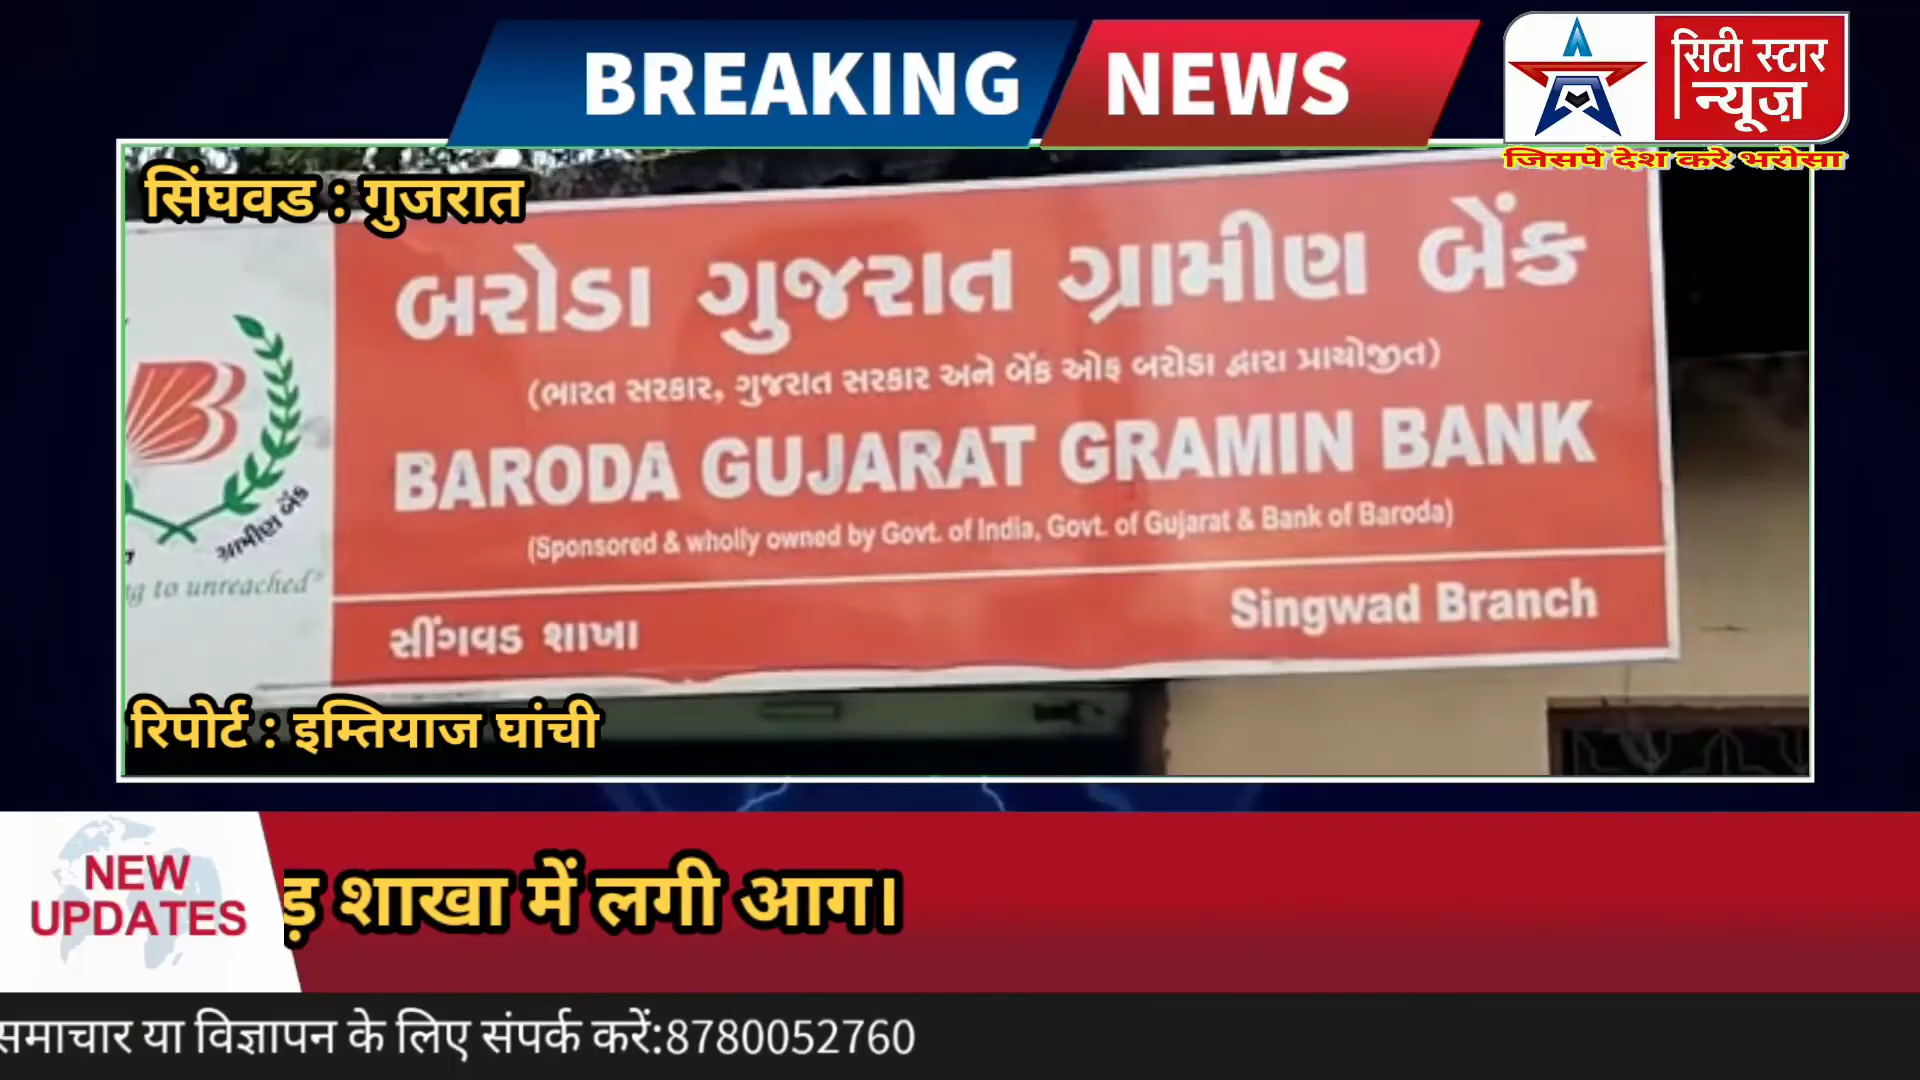 BREAKING NEWS
सिटी स्टार
न्यूज़
जिसपे देश करे भरोसा
सिंघवड : गुजरात
બરોડા ગુજરાત ગ્રામીણ બેંક
(ભારત સરકાર, ગુજરાત સરકાર અને બેંક ઓફ બરોડા દ્વારા પ્રાયોજીત)
BARODA GUJARAT GRAMIN BANK
(Sponsored & wholly owned by Govt. of India, Govt. of Gujarat & Bank of Baroda)
ગ્રામીણ બેંક
to unreached"
સીંગવડ શાખા
Singwad Branch
रिपोर्ट : इम्तियाज घांची
NEW
UPDATES
ड़ शाखा में लगी आग।
समाचार या विज्ञापन के लिए संपर्क करें:8780052760